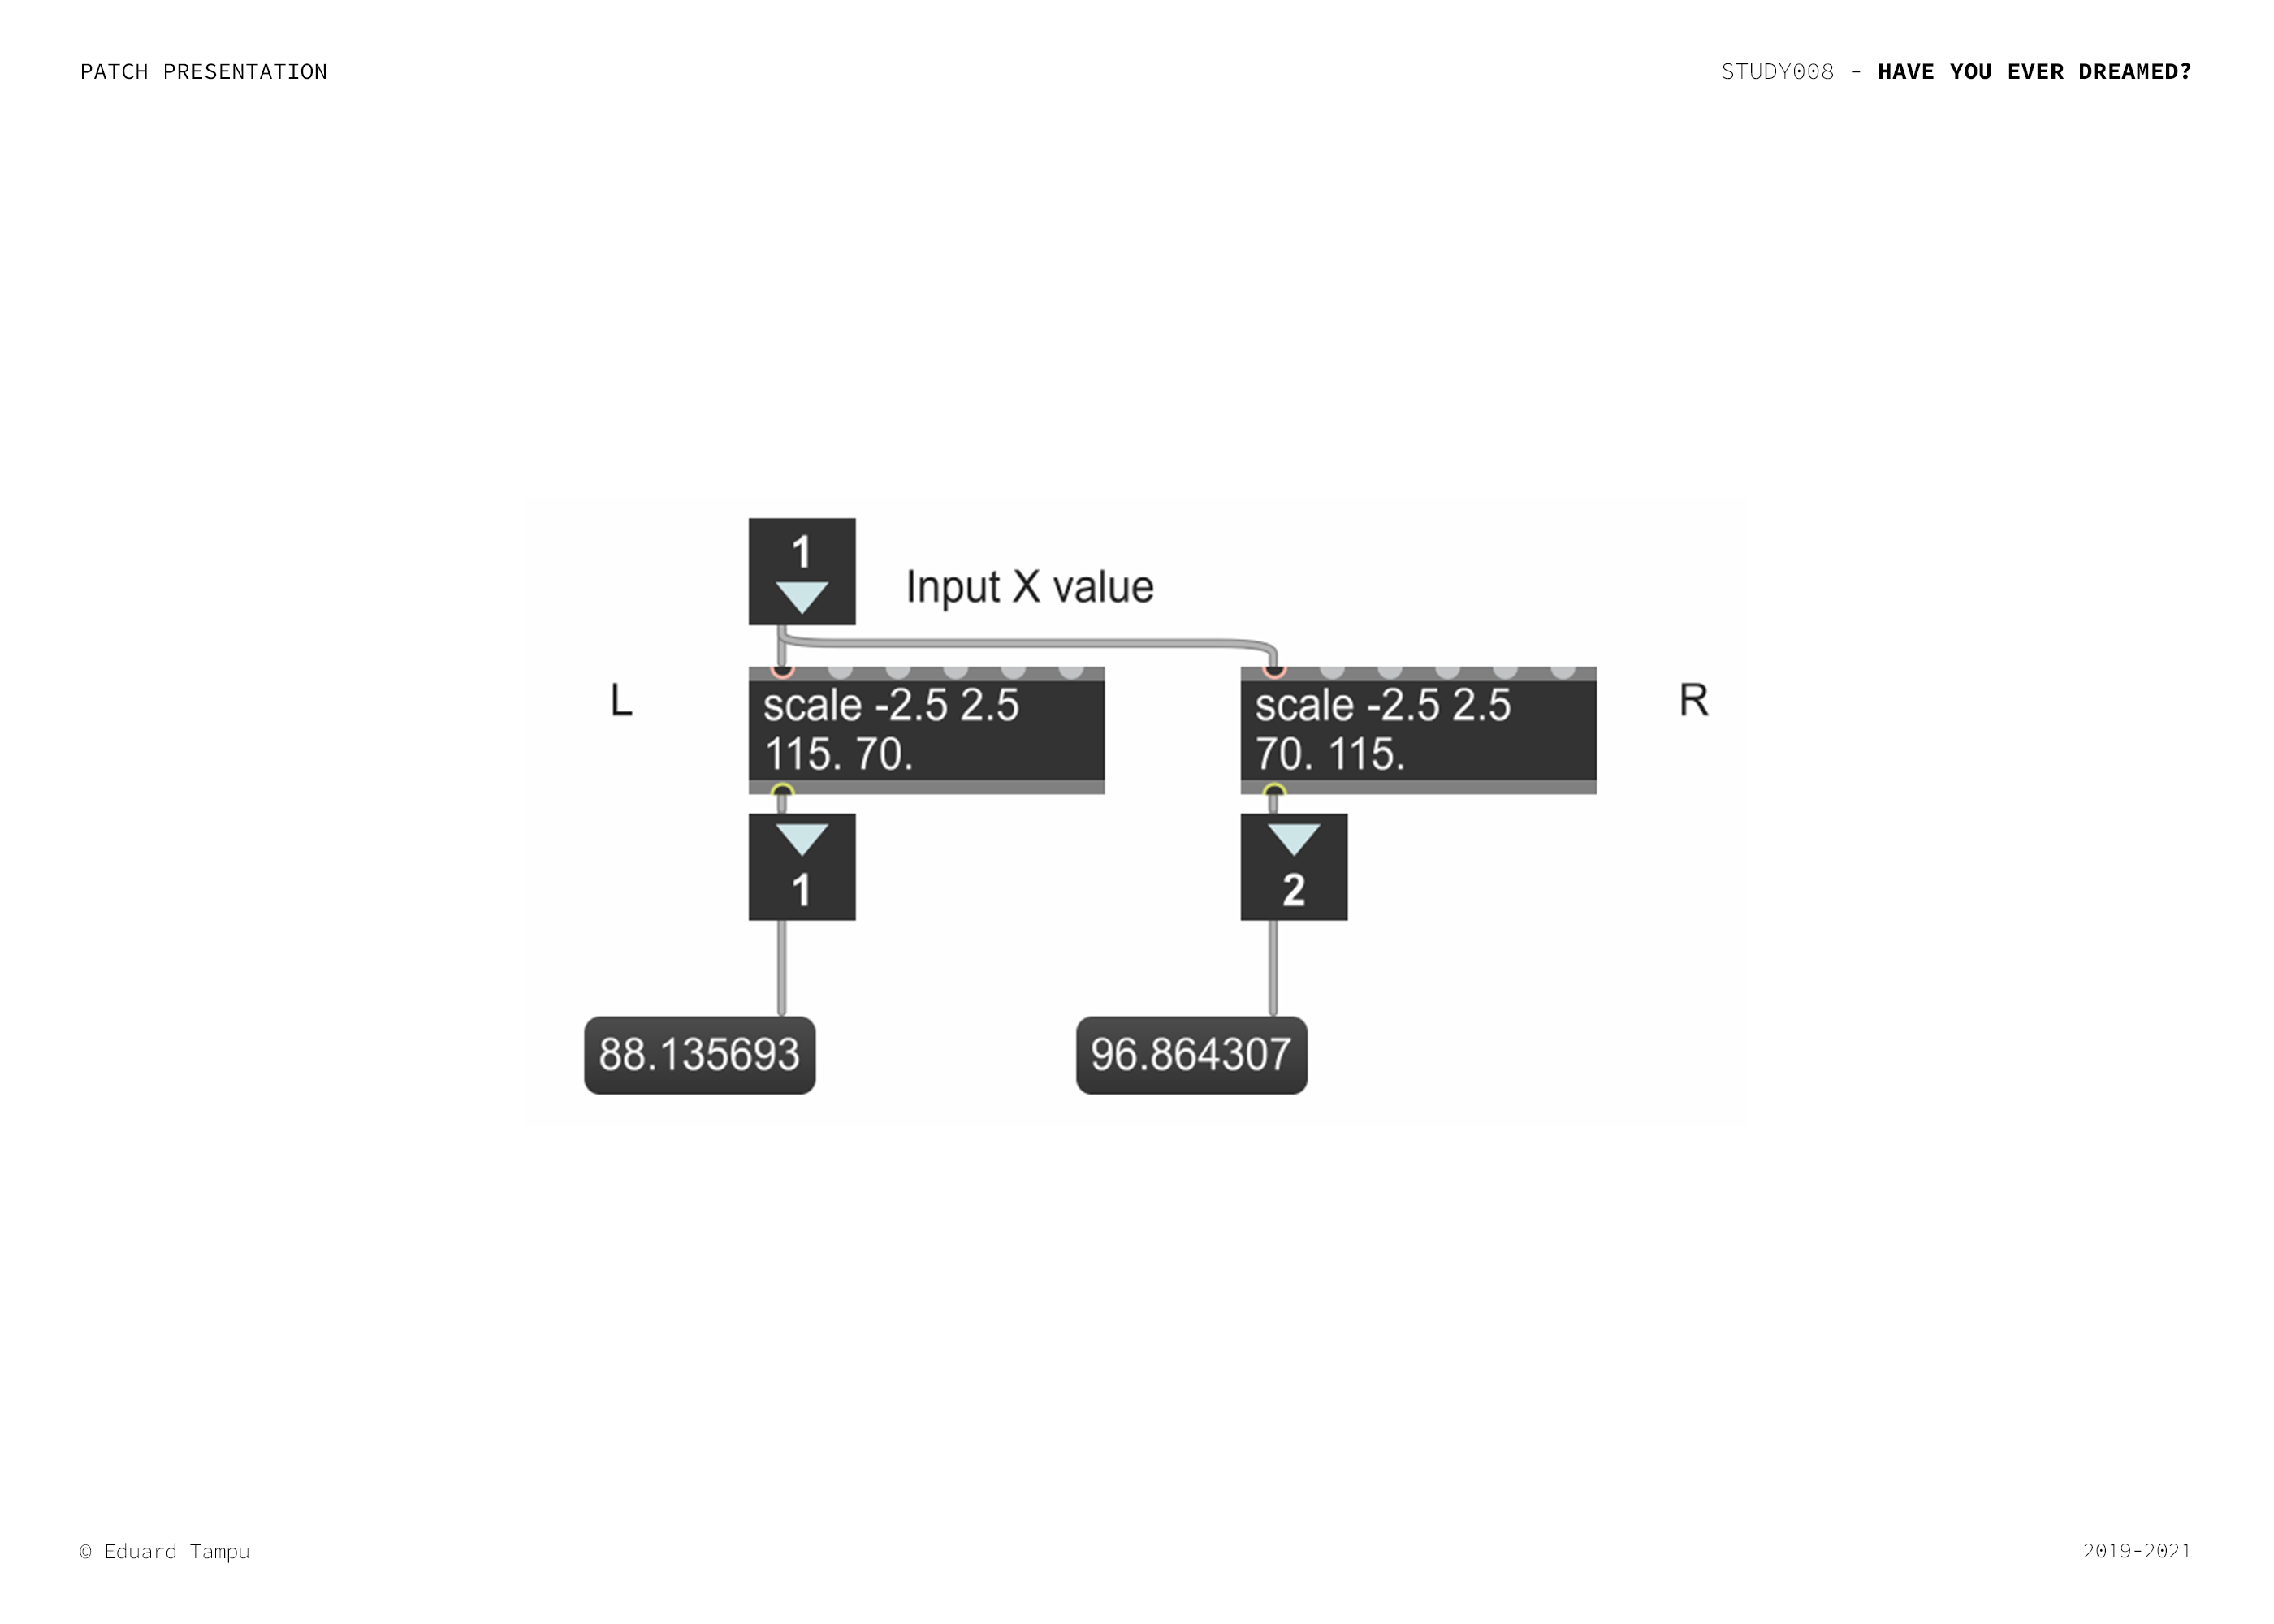 PATCH PRESENTATION
STUDY008 - HAVE YOU EVER DREAMED?
1
Input X value
L
scale -2.5 2.5
115. 70.
scale -2.5 2.5
70. 115.
R
1
2
88.135693
96.864307
© Eduard Tampu
2019-2021